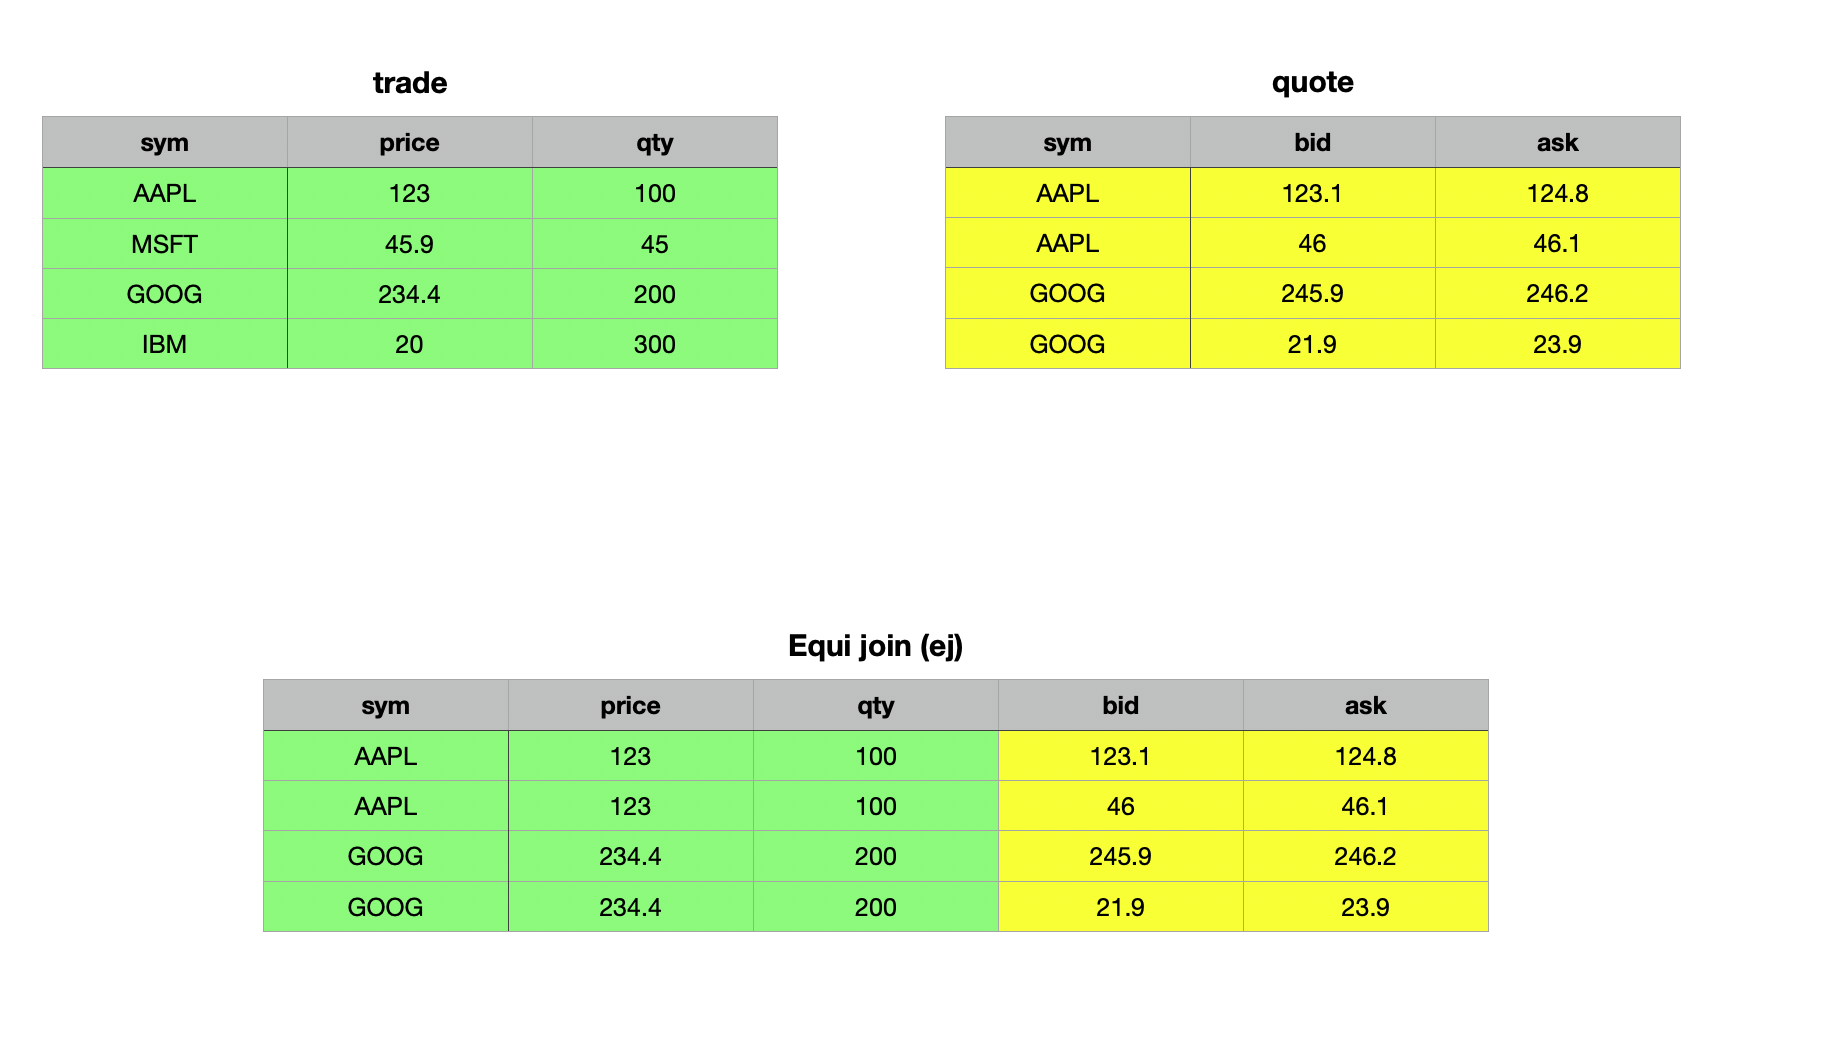 trade
sym price qty
AAPL 123 100
MSFT 45.9 45
GOOG 234.4 200
IBM 20 300
quote
sym bid ask
AAPL 123.1 124.8
AAPL 46 46.1
GOOG 245.9 246.2
GOOG 21.9 23.9
Equi join (ej)
sym price qty bid ask
AAPL 123 100 123.1 124.8
AAPL 123 100 46 46.1
GOOG 234.4 200 245.9 246.2
GOOG 234.4 200 21.9 23.9